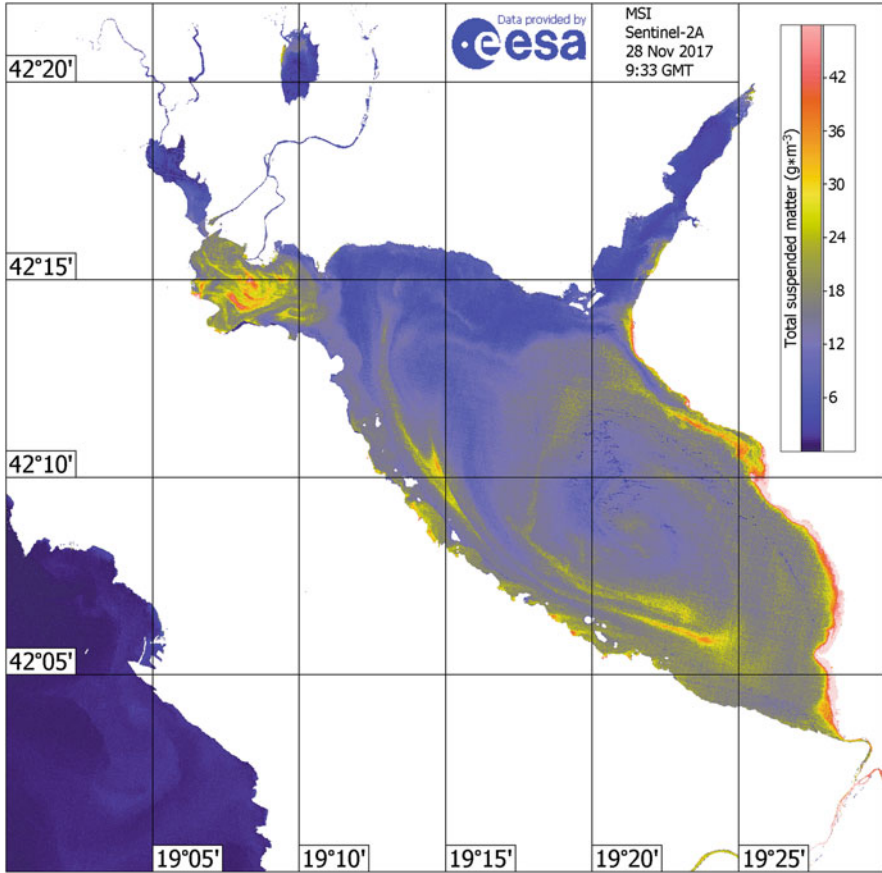 Data provided by
eesa
MSI
Sentinel-2A
28 Nov 2017
9:33 GMT
Total suspended matter (g*m-3)
42
36
30
24
18
12
6
42°20'
42°15'
42°10'
42°05'
19°05'
19°10'
19°15'
19°20'
19°25'